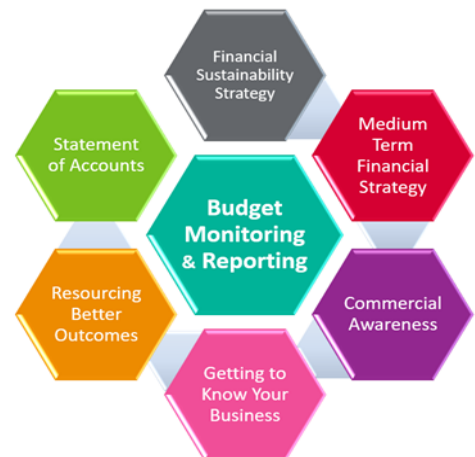 Financial
Sustainability
Strategy
Medium
Term
Financial
Strategy
Commercial
Awareness
Getting to
Know Your
Business
Resourcing
Better
Outcomes
Statement
of Accounts
Budget
Monitoring
& Reporting